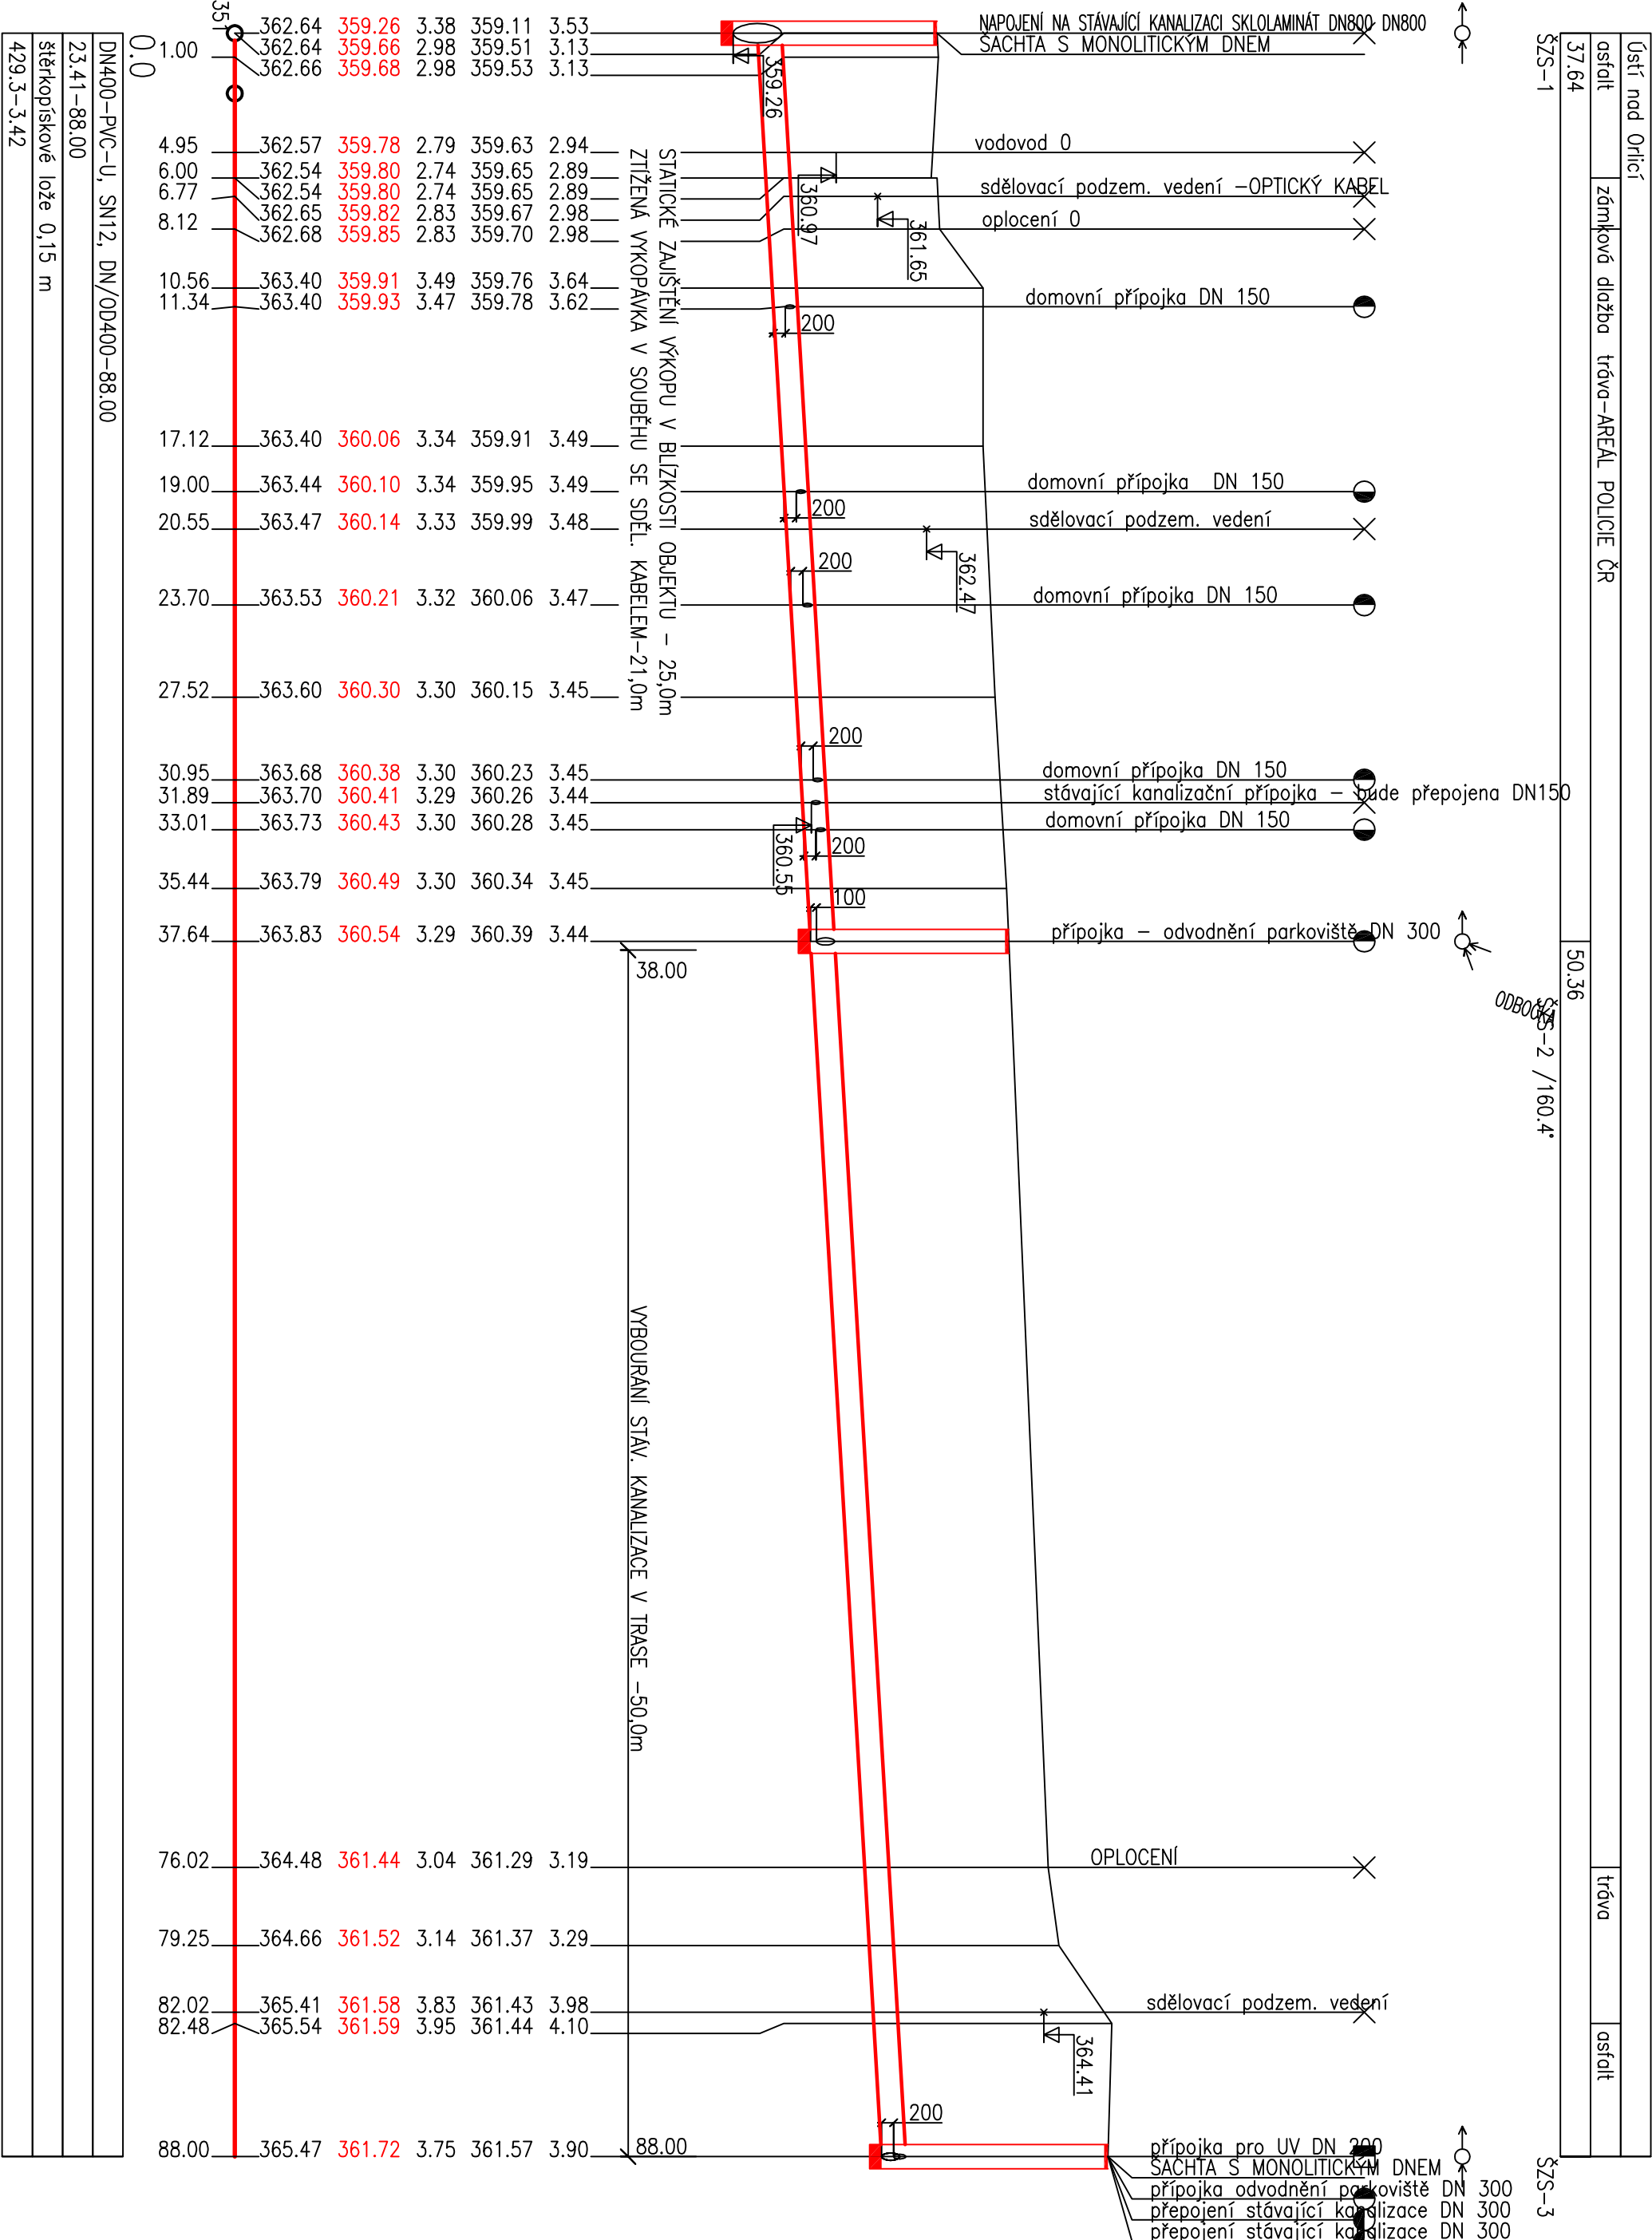 Ústí nad Orlicí
asfalt
zámková dlažba
tráva-AREÁL POLICIE ČR
tráva
asfalt
37.64
50.36
ŠZS-1
ODBOČKA
ŠZS-2 /160.4°
ŠZS-3
NAPOJENÍ NA STÁVAJÍCÍ KANALIZACI SKLOLAMINÁT DN800 DN800
ŠACHTA S MONOLITICKÝM DNEM
vodovod 0
sdělovací podzem. vedení -OPTICKÝ KABEL
oplocení 0
domovní přípojka DN 150
domovní přípojka DN 150
sdělovací podzem. vedení
domovní přípojka DN 150
domovní přípojka DN 150
stávající kanalizační přípojka - bude přepojena DN150
domovní přípojka DN 150
přípojka - odvodnění parkoviště DN 300
OPLOCENÍ
sdělovací podzem. vedení
přípojka pro UV DN 200
ŠACHTA S MONOLITICKÝM DNEM
přípojka odvodnění parkoviště DN 300
přepojení stávající kanalizace DN 300
přepojení stávající kanalizace DN 300
359.26
360.97
361.65
200
200
362.47
200
200
200
360.55
100
364.41
200
STATICKÉ ZAJIŠTĚNÍ VÝKOPU V BLÍZKOSTI OBJEKTU - 25,0m
ZTÍŽENÁ VYKOPÁVKA V SOUBĚHU SE SDĚL. KABELEM-21,0m
38.00
VYBOURÁNÍ STÁV. KANALIZACE V TRASE -50,0m
88.00
35
362.64 359.26 3.38 359.11 3.53
1.00 362.64 359.66 2.98 359.51 3.13
362.66 359.68 2.98 359.53 3.13
4.95 362.57 359.78 2.79 359.63 2.94
6.00 362.54 359.80 2.74 359.65 2.89
6.77 362.54 359.80 2.74 359.65 2.89
362.65 359.82 2.83 359.67 2.98
8.12 362.68 359.85 2.83 359.70 2.98
10.56 363.40 359.91 3.49 359.76 3.64
11.34 363.40 359.93 3.47 359.78 3.62
17.12 363.40 360.06 3.34 359.91 3.49
19.00 363.44 360.10 3.34 359.95 3.49
20.55 363.47 360.14 3.33 359.99 3.48
23.70 363.53 360.21 3.32 360.06 3.47
27.52 363.60 360.30 3.30 360.15 3.45
30.95 363.68 360.38 3.30 360.23 3.45
31.89 363.70 360.41 3.29 360.26 3.44
33.01 363.73 360.43 3.30 360.28 3.45
35.44 363.79 360.49 3.30 360.34 3.45
37.64 363.83 360.54 3.29 360.39 3.44
76.02 364.48 361.44 3.04 361.29 3.19
79.25 364.66 361.52 3.14 361.37 3.29
82.02 365.41 361.58 3.83 361.43 3.98
82.48 365.54 361.59 3.95 361.44 4.10
88.00 365.47 361.72 3.75 361.57 3.90
0.0
DN400-PVC-U, SN12, DN/OD400-88.00
23.41-88.00
štěrkopískové lože 0,15 m
429.3-3.42